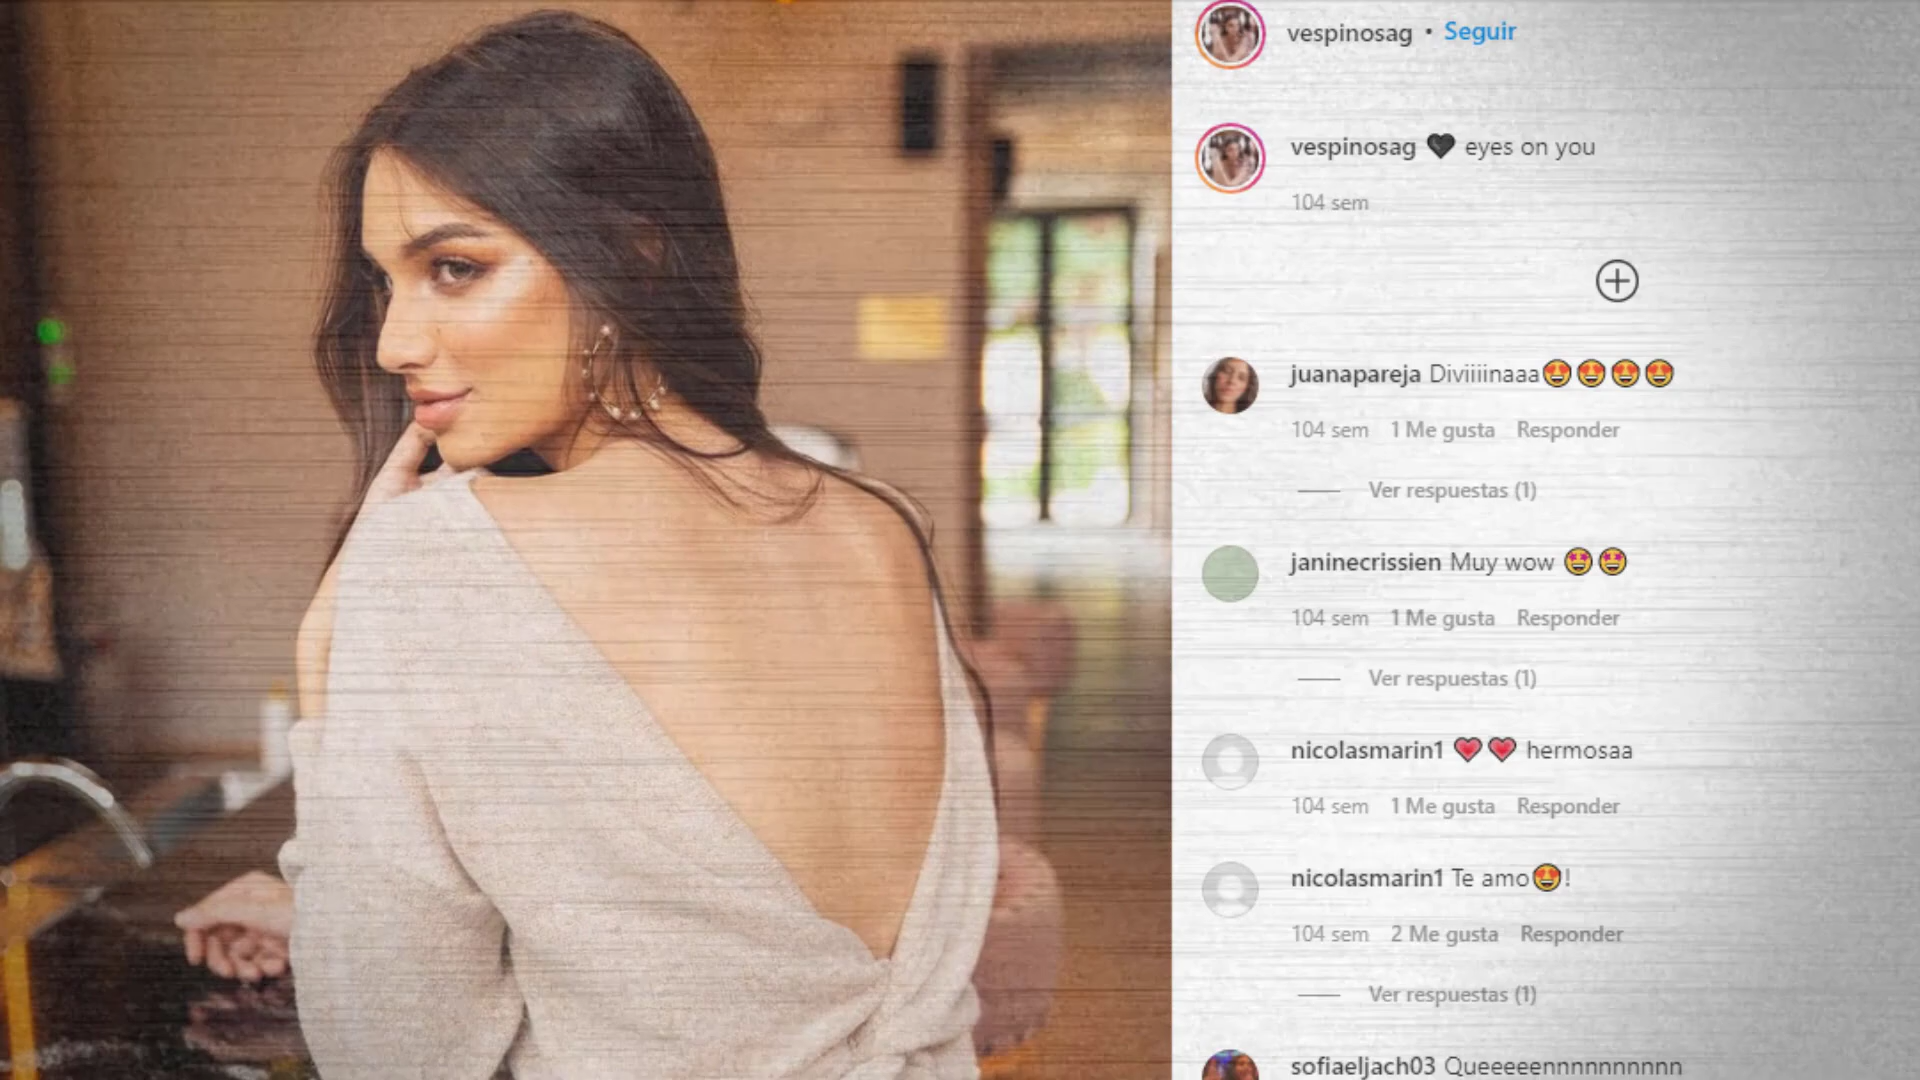 vespinosag • Seguir
vespinosag 🖤 eyes on you
104 sem
juanapareja Diviiiinaaa😍😍😍😍
104 sem 1 Me gusta Responder
Ver respuestas (1)
janinecrissien Muy wow 🤩🤩
104 sem 1 Me gusta Responder
Ver respuestas (1)
nicolasmarin1 💗💗 hermosaa
104 sem 1 Me gusta Responder
nicolasmarin1 Te amo😍!
104 sem 2 Me gusta Responder
Ver respuestas (1)
sofiaeljach03 Queeeeennnnnnnnnn